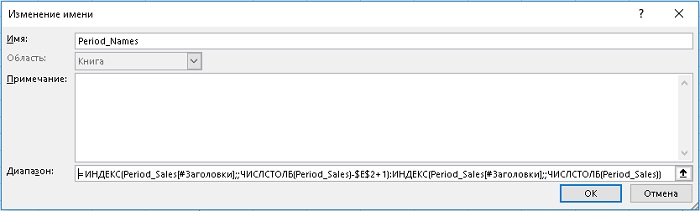 Изменение имени
?
Имя:
Period_Names
Область:
Книга
Примечание:
Диапазон:
=ИНДЕКС(Period_Sales[#Заголовки];;ЧИСЛСТОЛБ(Period_Sales)-$E$2+1):ИНДЕКС(Period_Sales[#Заголовки];;ЧИСЛСТОЛБ(Period_Sales))
ОК
Отмена